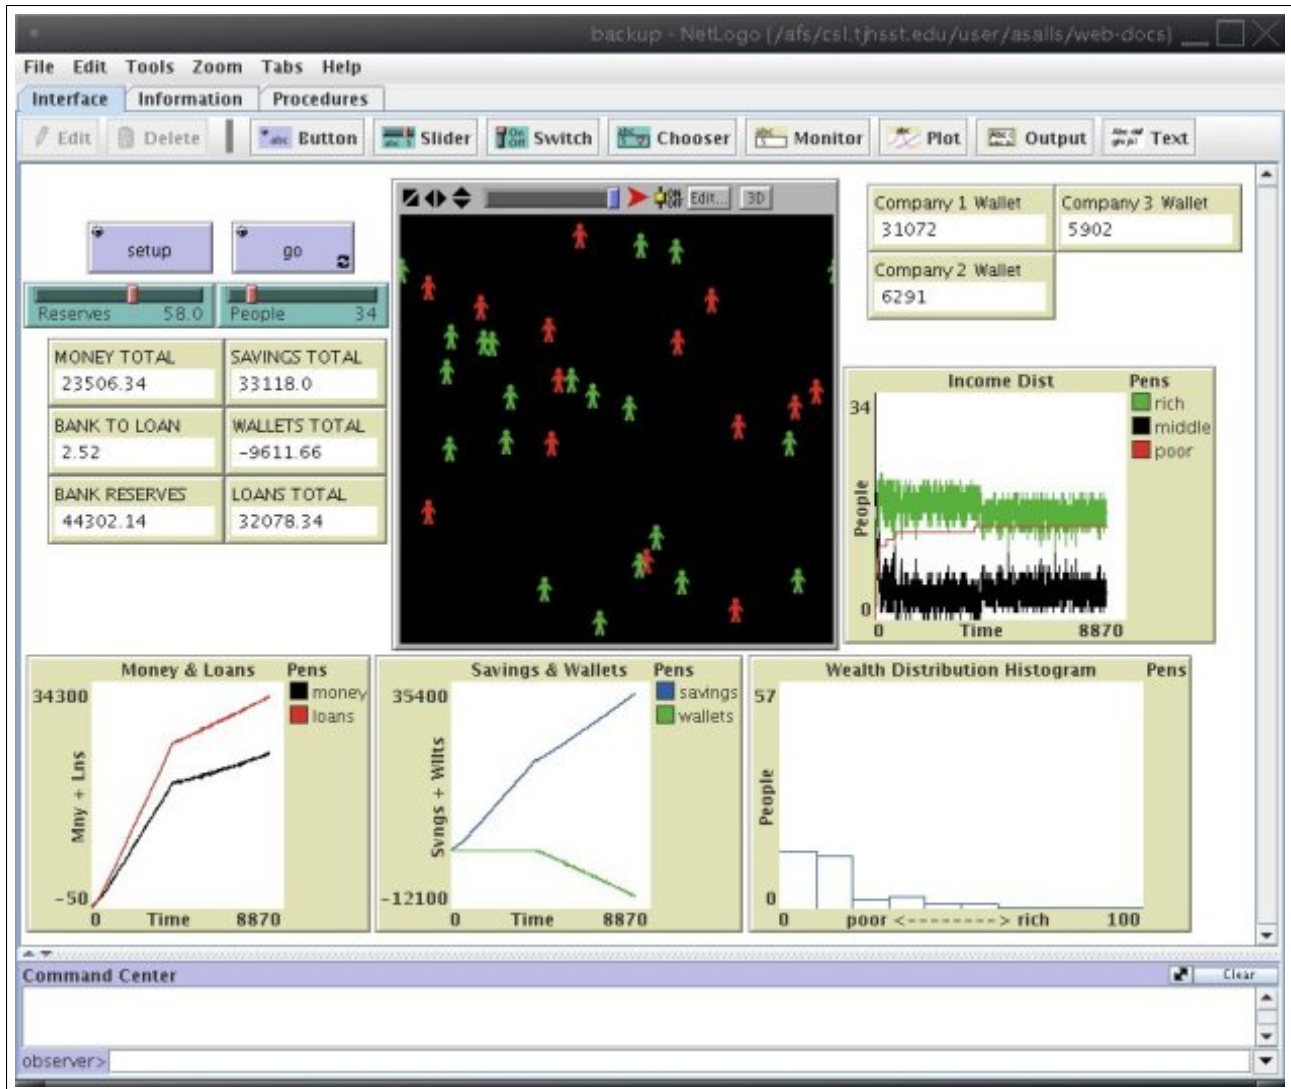 backup - NetLogo {/afs/csl.tjhsst.edu/user/asalls/web-docs}
File Edit Tools Zoom Tabs Help
Interface Information Procedures
Edit Delete Button Slider Switch Chooser Monitor Plot Output Text
Edit... 3D
setup go
Reserves 58.0 People 34
MONEY TOTAL SAVINGS TOTAL
23506.34 33118.0
BANK TO LOAN WALLETS TOTAL
2.52 -9611.66
BANK RESERVES LOANS TOTAL
44302.14 32078.34
ON
OFF
Company 1 Wallet Company 3 Wallet
31072 5902
Company 2 Wallet
6291
Income Dist Pens
34 rich
middle
poor
People
0
0 Time 8870
Money & Loans Pens
34300 money
loans
Mny + Lns
-50
0 Time 8870
Savings & Wallets Pens
35400 savings
wallets
Svngs + Wllts
-12100
0 Time 8870
Wealth Distribution Histogram Pens
57
People
0
0 poor <---------> rich 100
Command Center Clear
observer>